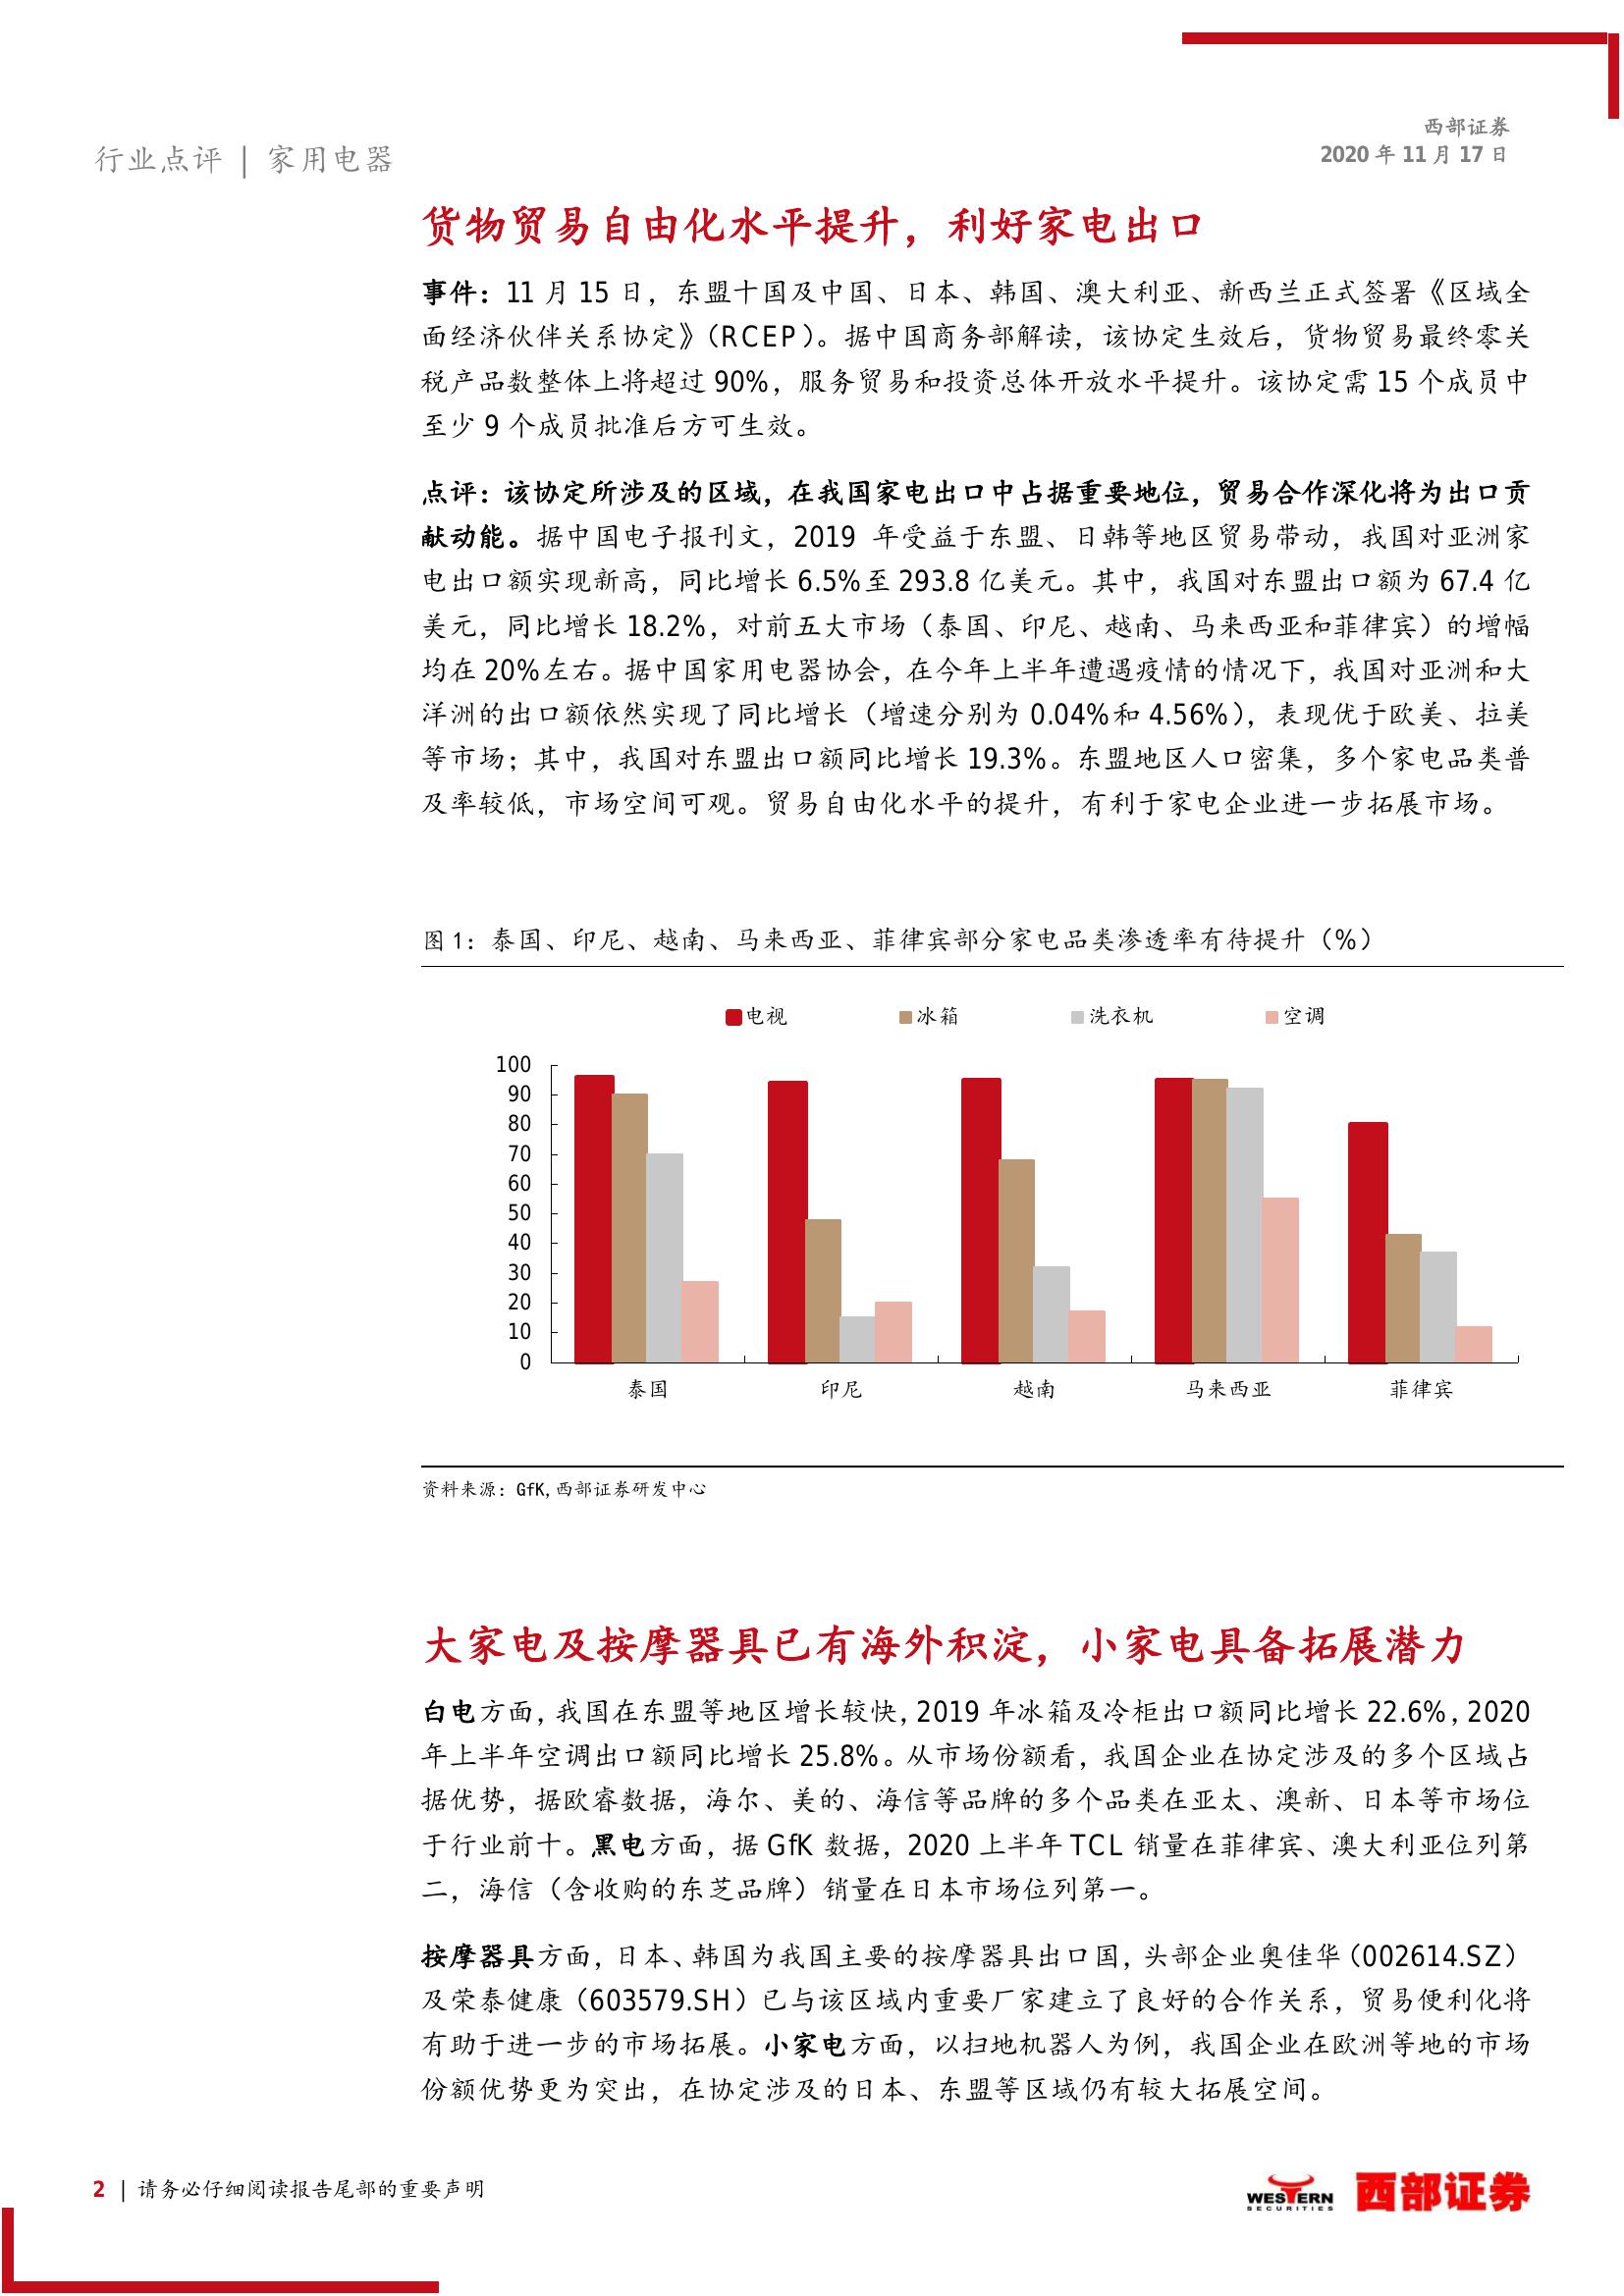 西部证券
2020 年 11 月 17 日
行业点评 | 家用电器
货物贸易自由化水平提升，利好家电出口
事件：11 月 15 日，东盟十国及中国、日本、韩国、澳大利亚、新西兰正式签署《区域全
面经济伙伴关系协定》（RCEP）。据中国商务部解读，该协定生效后，货物贸易最终零关
税产品数整体上将超过 90%，服务贸易和投资总体开放水平提升。该协定需 15 个成员中
至少 9 个成员批准后方可生效。
点评：该协定所涉及的区域，在我国家电出口中占据重要地位，贸易合作深化将为出口贡
献动能。据中国电子报刊文，2019 年受益于东盟、日韩等地区贸易带动，我国对亚洲家
电出口额实现新高，同比增长 6.5%至 293.8 亿美元。其中，我国对东盟出口额为 67.4 亿
美元，同比增长 18.2%，对前五大市场（泰国、印尼、越南、马来西亚和菲律宾）的增幅
均在 20%左右。据中国家用电器协会，在今年上半年遭遇疫情的情况下，我国对亚洲和大
洋洲的出口额依然实现了同比增长（增速分别为 0.04%和 4.56%），表现优于欧美、拉美
等市场；其中，我国对东盟出口额同比增长 19.3%。东盟地区人口密集，多个家电品类普
及率较低，市场空间可观。贸易自由化水平的提升，有利于家电企业进一步拓展市场。
图 1：泰国、印尼、越南、马来西亚、菲律宾部分家电品类渗透率有待提升（%）
电视 冰箱 洗衣机 空调
100
90
80
70
60
50
40
30
20
10
0
泰国 印尼 越南 马来西亚 菲律宾
资料来源：GfK,西部证券研发中心
大家电及按摩器具已有海外积淀，小家电具备拓展潜力
白电方面，我国在东盟等地区增长较快，2019 年冰箱及冷柜出口额同比增长 22.6%，2020
年上半年空调出口额同比增长 25.8%。从市场份额看，我国企业在协定涉及的多个区域占
据优势，据欧睿数据，海尔、美的、海信等品牌的多个品类在亚太、澳新、日本等市场位
于行业前十。黑电方面，据 GfK 数据，2020 上半年 TCL 销量在菲律宾、澳大利亚位列第
二，海信（含收购的东芝品牌）销量在日本市场位列第一。
按摩器具方面，日本、韩国为我国主要的按摩器具出口国，头部企业奥佳华（002614.SZ）
及荣泰健康（603579.SH）已与该区域内重要厂家建立了良好的合作关系，贸易便利化将
有助于进一步的市场拓展。小家电方面，以扫地机器人为例，我国企业在欧洲等地的市场
份额优势更为突出，在协定涉及的日本、东盟等区域仍有较大拓展空间。
2 | 请务必仔细阅读报告尾部的重要声明
WESTERN
SECURITIES
西部证券